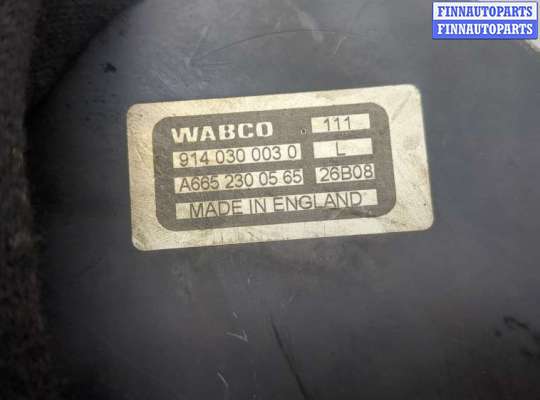 FINNAUTOPARTS
FINNAUTOPARTS
WABCO 111
914 030 003 0 L
A665 230 05 65 26B08
MADE IN ENGLAND